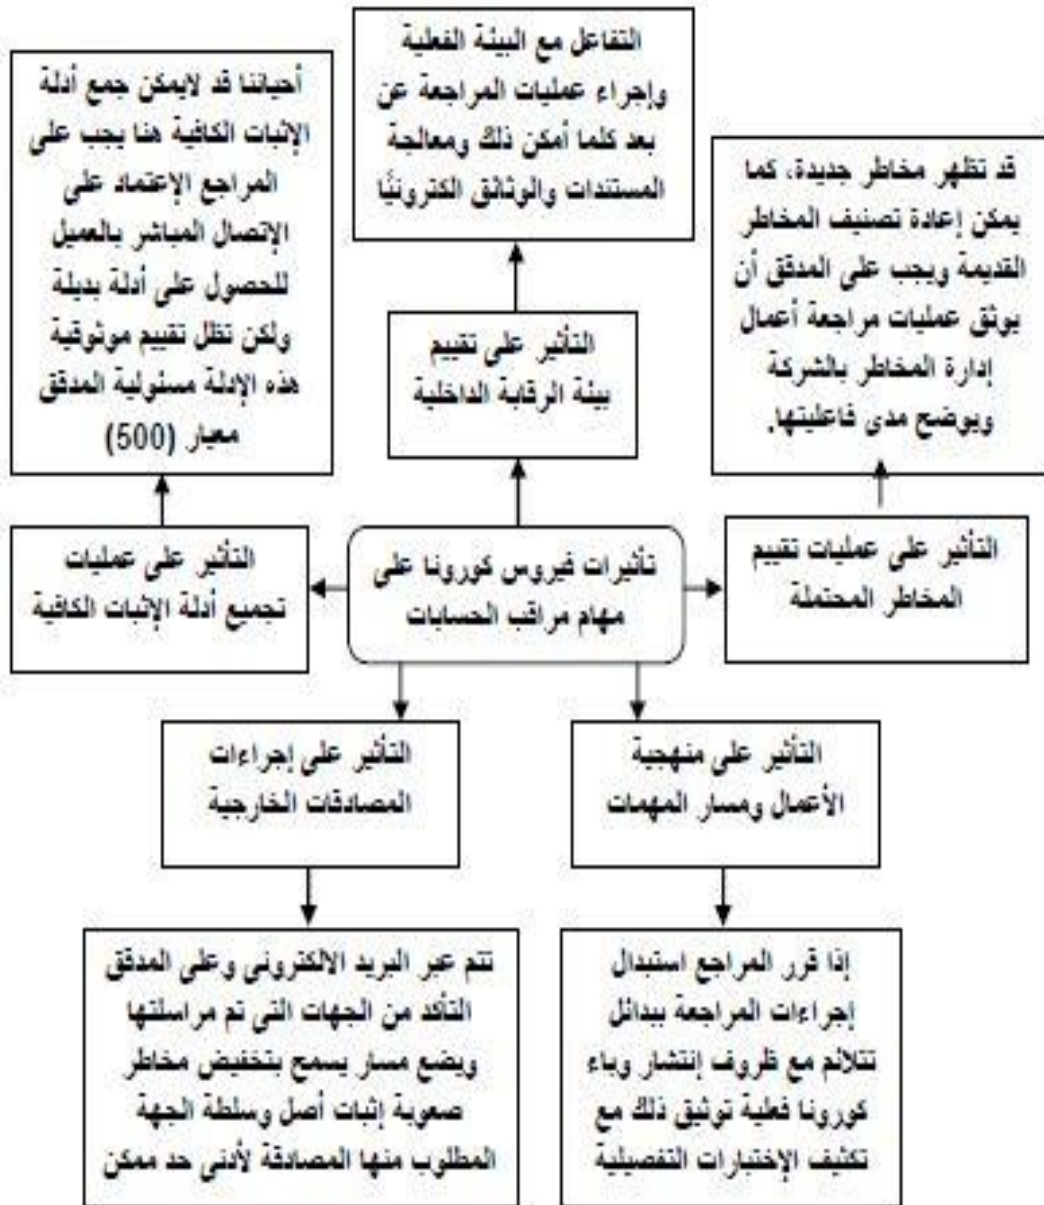 التفاعل مع البيئة الفعلية
وإجراء عمليات المراجعة عن
بعد كلما أمكن ذلك ومعالجة
المستندات والوثائق الكترونيًا
قد تظهر مخاطر جديدة، كما
يمكن إعادة تصنيف المخاطر
القديمة ويجب على المدقق أن
يوثق عمليات مراجعة أعمال
إدارة المخاطر بالشركة
ويوضح مدى فاعليتها.
أحياننا قد لايمكن جمع أدلة
الإثبات الكافية هنا يجب على
المراجع الإعتماد على
الإتصال المباشر بالعميل
للحصول على أدلة بديلة
ولكن تظل تقييم موثوقية
هذه الإدلة مسئولية المدقق
معيار (500)
التأثير على تقييم
بيئة الرقابة الداخلية
التأثير على عمليات تقييم
المخاطر المحتملة
تأثيرات فيروس كورونا على
مهام مراقب الحسابات
التأثير على عمليات
تجميع أدلة الإثبات الكافية
التأثير على منهجية
الأعمال ومسار المهمات
التأثير على إجراءات
المصادقات الخارجية
إذا قرر المراجع استبدال
إجراءات المراجعة ببدائل
تتلائم مع ظروف إنتشار وباء
كورونا فعلية توثيق ذلك مع
تكثيف الإختبارات التفصيلية
تتم عبر البريد الالكترونى وعلى المدقق
التأكد من الجهات التى تم مراسلتها
ويضع مسار يسمح بتخفيض مخاطر
صعوبة إثبات أصل وسلطة الجهة
المطلوب منها المصادقة لأدنى حد ممكن